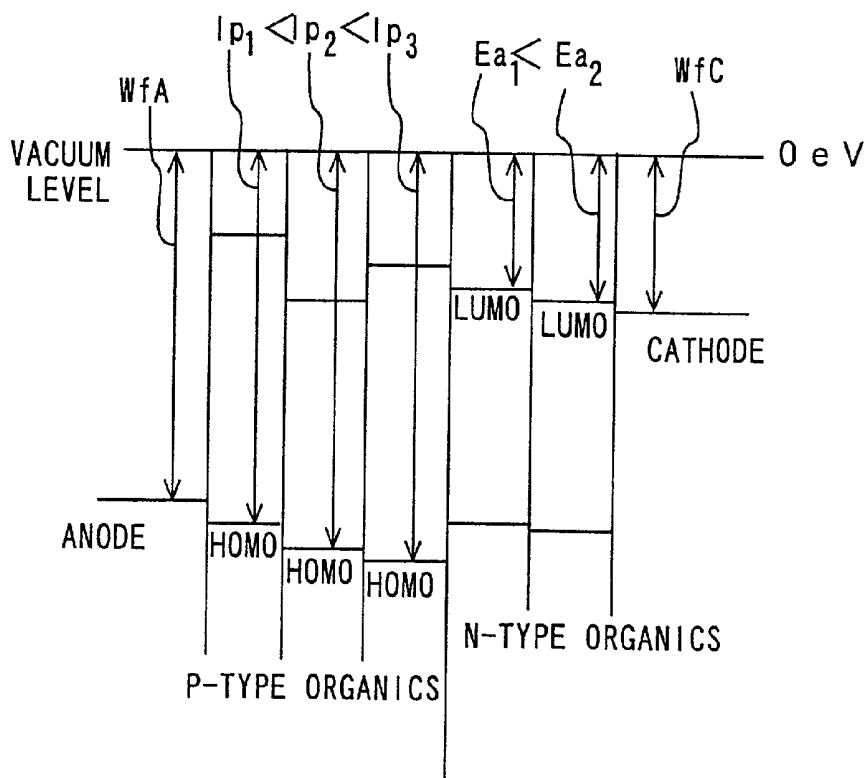 Ip₁ < Ip₂ < Ip₃
Ea₁ < Ea₂
WfA
WfC
VACUUM
LEVEL
0 eV
LUMO
LUMO
CATHODE
ANODE
HOMO
HOMO
HOMO
N-TYPE ORGANICS
P-TYPE ORGANICS